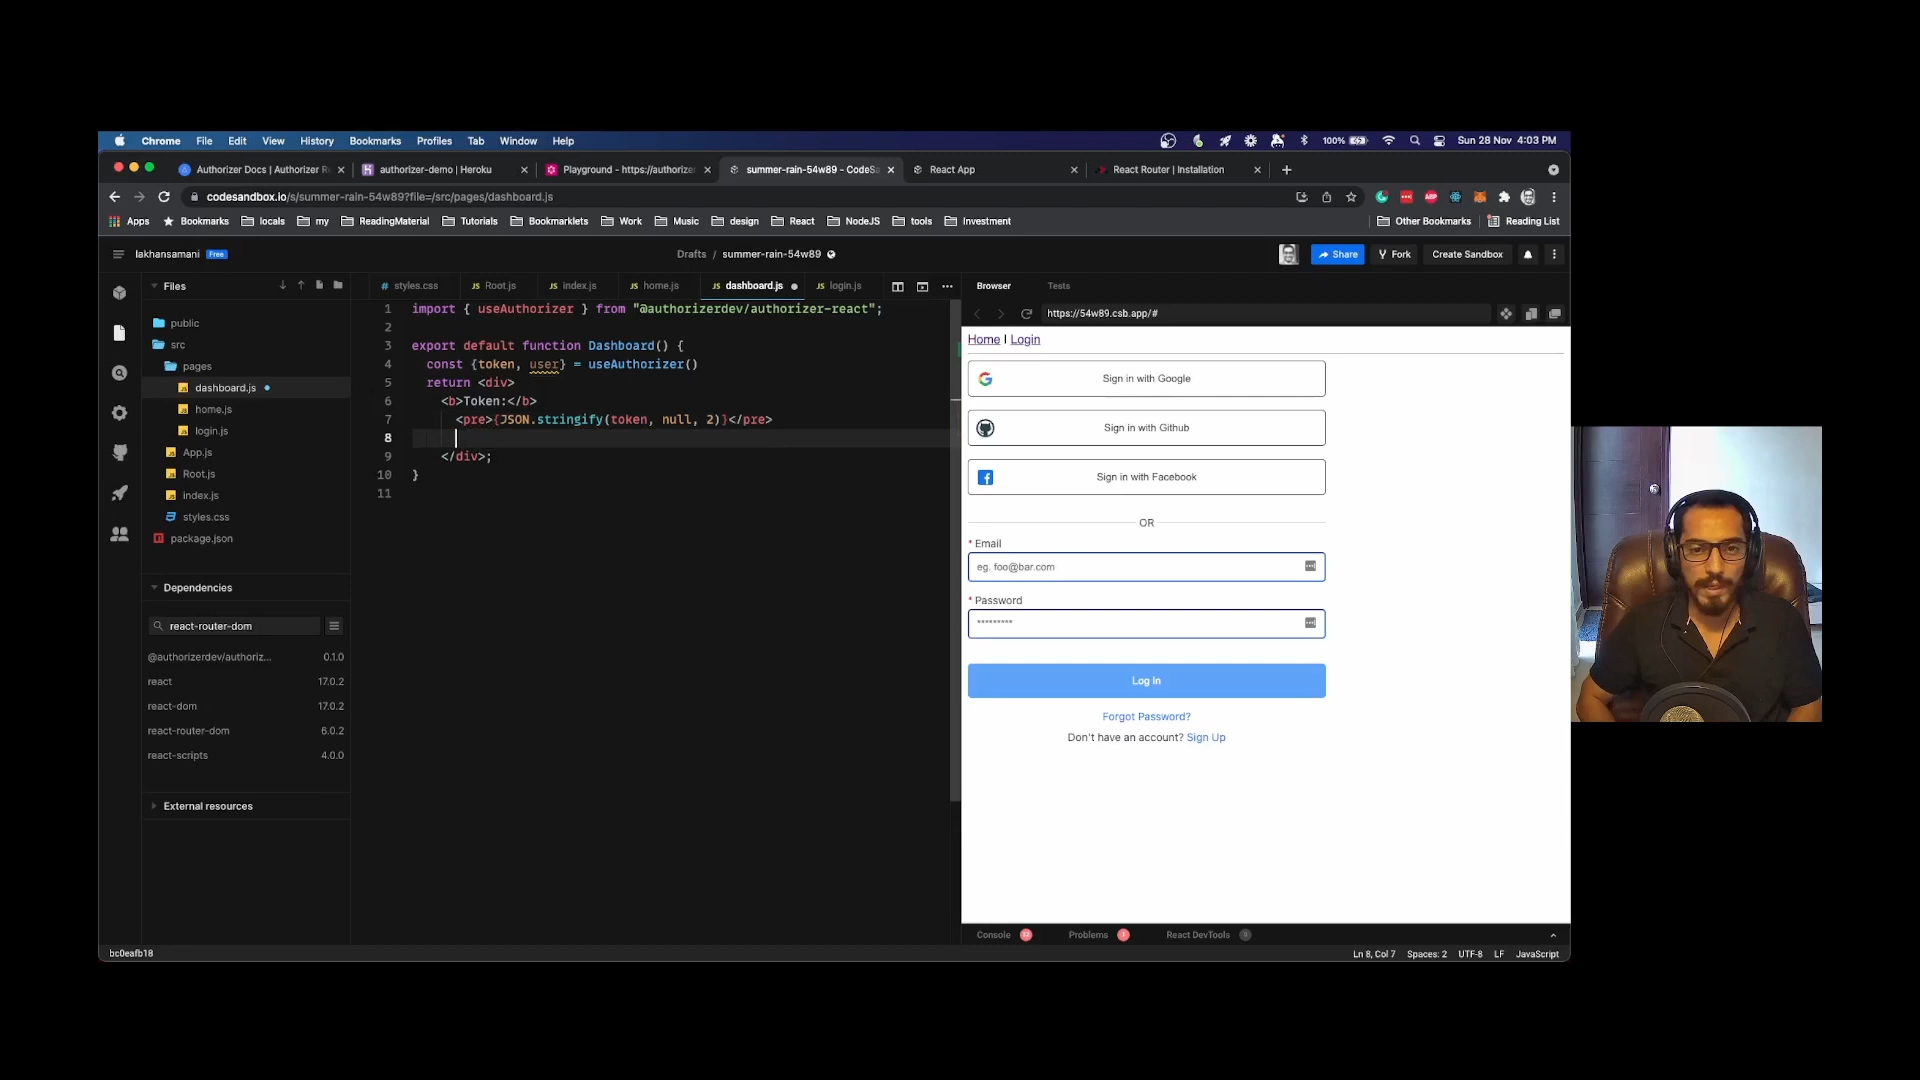 Chrome File Edit View History Bookmarks Profiles Tab Window Help 100% Sun 28 Nov 4:03 PM
Authorizer Docs | Authorizer authorizer-demo | Heroku Playground - https://authorize summer-rain-54w89 - CodeSa React App React Router | Installation
codesandbox.io/s/summer-rain-54w89?file=/src/pages/dashboard.js
Apps Bookmarks locals my ReadingMaterial Tutorials Bookmarklets Work Music design React NodeJS tools Investment Other Bookmarks Reading List
lakhansamani Free Drafts / summer-rain-54w89 Share Fork Create Sandbox
Files
public
src
pages
dashboard.js
home.js
login.js
App.js
Root.js
index.js
styles.css
package.json
Dependencies
react-router-dom
@authorizerdev/authoriz... 0.1.0
react 17.0.2
react-dom 17.0.2
react-router-dom 6.0.2
react-scripts 4.0.0
External resources
# styles.css JS Root.js JS index.js JS home.js JS dashboard.js JS login.js
1 import { useAuthorizer } from "@authorizerdev/authorizer-react";
2
3 export default function Dashboard() {
4 const {token, user} = useAuthorizer()
5 return <div>
6 <b>Token:</b>
7 <pre>{JSON.stringify(token, null, 2)}</pre>
8
9 </div>;
10 }
11
Browser Tests
https://54w89.csb.app/#
Home | Login
Sign in with Google
Sign in with Github
Sign in with Facebook
OR
* Email
eg. foo@bar.com
* Password
*********
Log In
Forgot Password?
Don't have an account? Sign Up
Console Problems React DevTools
bc0eafb18 Ln 8, Col 7 Spaces: 2 UTF-8 LF JavaScript